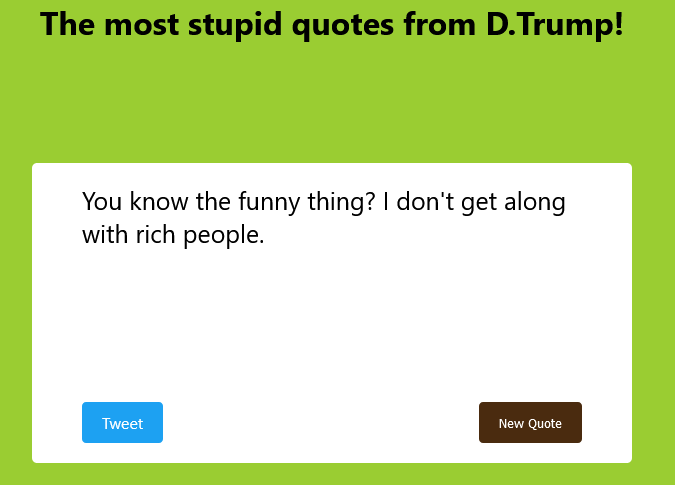 The most stupid quotes from D.Trump!
You know the funny thing? I don't get along
with rich people.
Tweet
New Quote